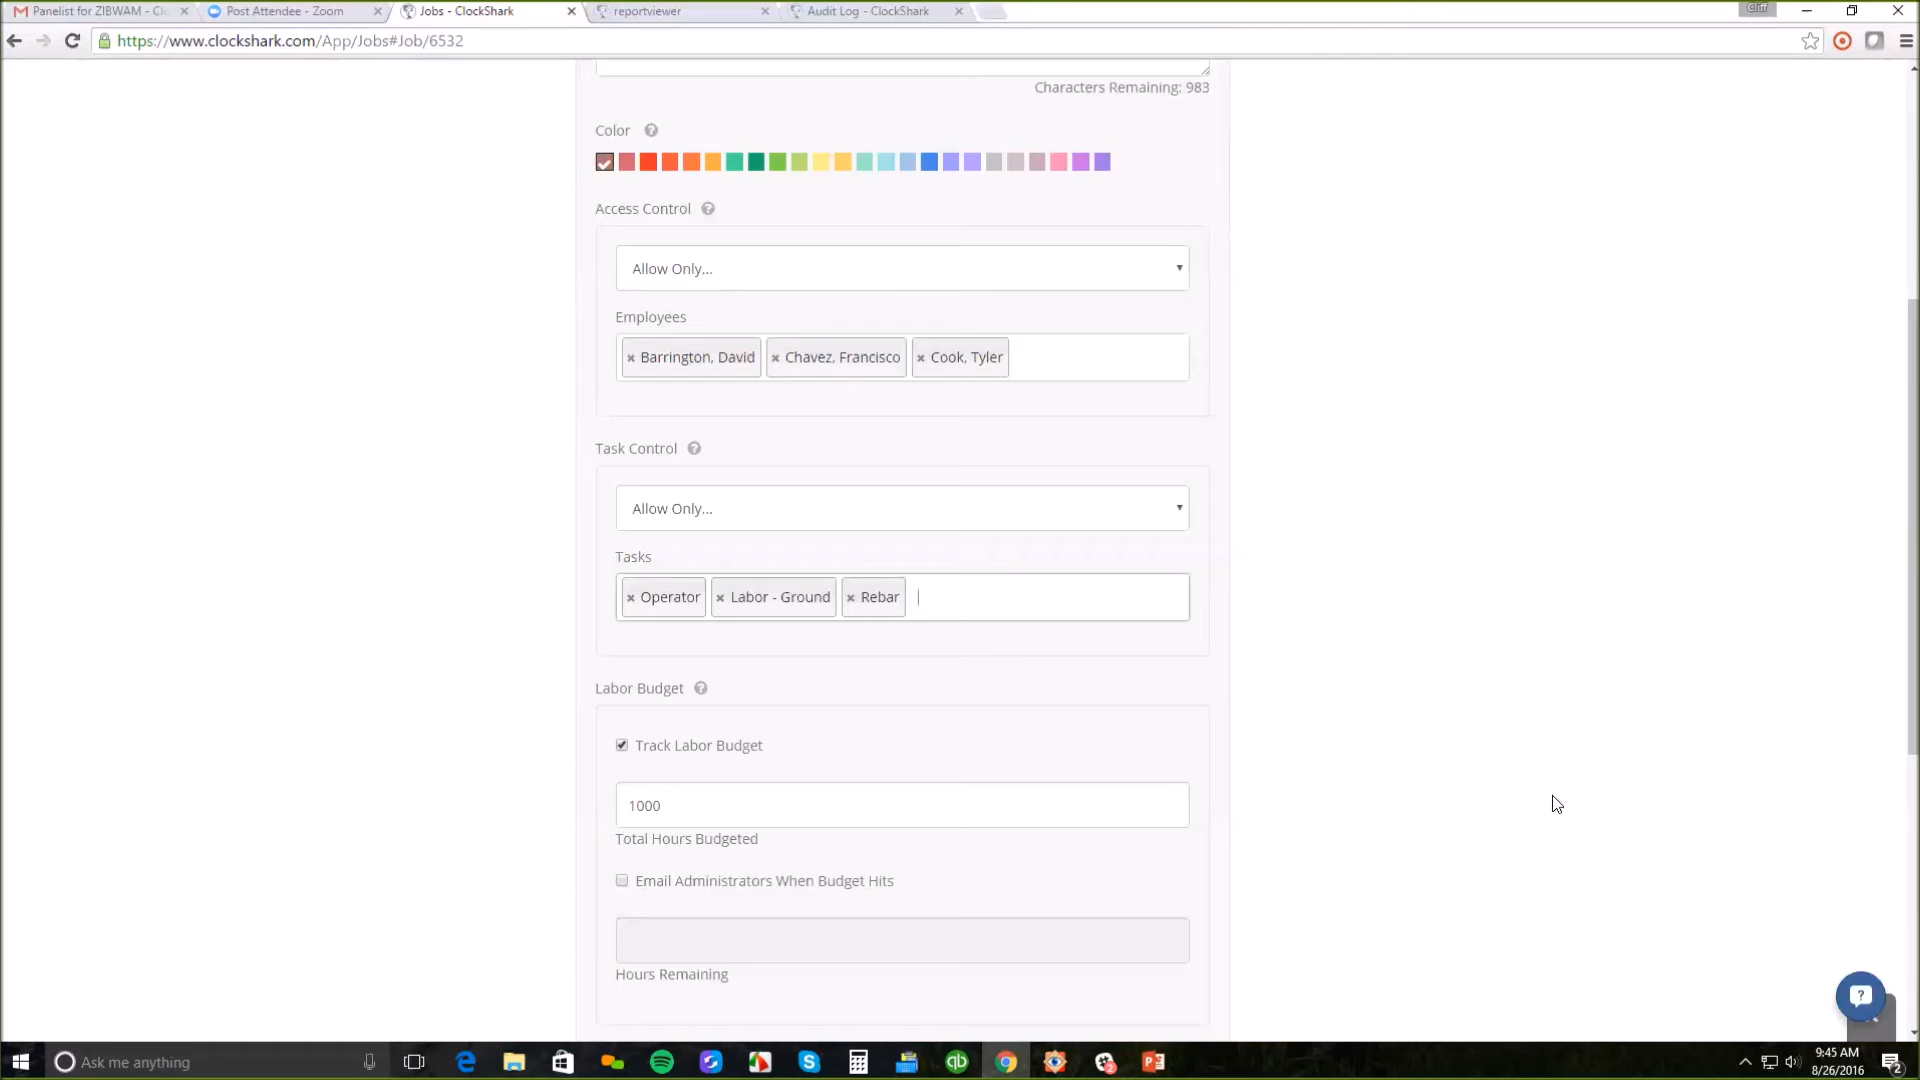 Panelist for ZIBWAM - Cl
Post Attendee - Zoom
Jobs - ClockShark
reportviewer
Audit Log - ClockShark
Cliff
https://www.clockshark.com/App/Jobs#Job/6532
Characters Remaining: 983
Color
Access Control
Allow Only...
Employees
× Barrington, David × Chavez, Francisco × Cook, Tyler
Task Control
Allow Only...
Tasks
× Operator × Labor - Ground × Rebar
Labor Budget
Track Labor Budget
1000
Total Hours Budgeted
Email Administrators When Budget Hits
Hours Remaining
Ask me anything
9:45 AM
8/26/2016
2